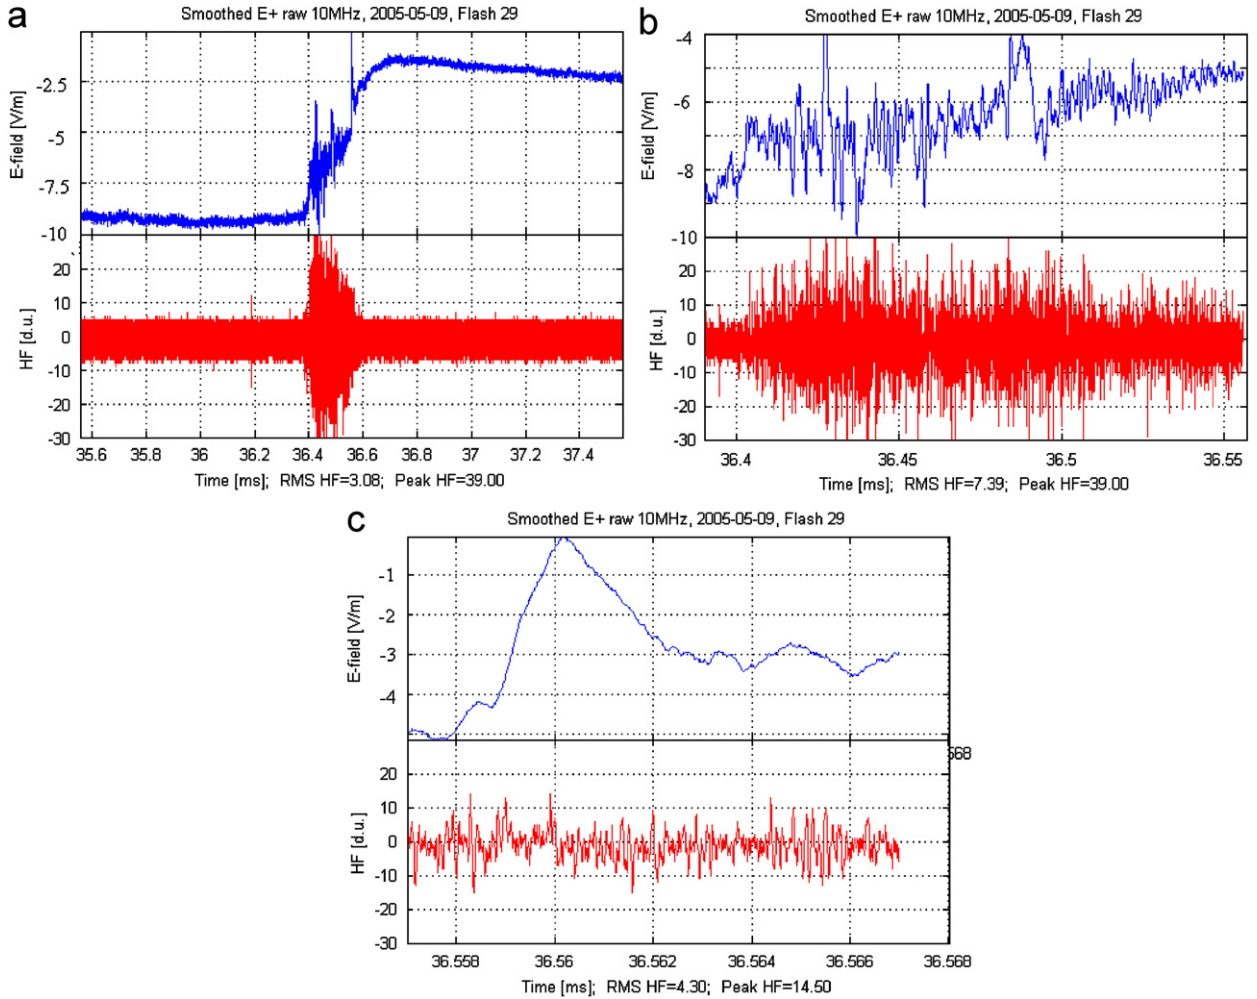 a
Smoothed E+ raw 10MHz, 2005-05-09, Flash 29
E-field [V/m]
-2.5
-5
-7.5
-10
HF [d.u.]
20
10
0
-10
-20
-30
35.6 35.8 36 36.2 36.4 36.6 36.8 37 37.2 37.4
Time [ms]; RMS HF=3.08; Peak HF=39.00
b
Smoothed E+ raw 10MHz, 2005-05-09, Flash 29
E-field [V/m]
-4
-6
-8
-10
HF [d.u.]
20
10
0
-10
-20
-30
36.4 36.45 36.5 36.55
Time [ms]; RMS HF=7.39; Peak HF=39.00
c
Smoothed E+ raw 10MHz, 2005-05-09, Flash 29
E-field [V/m]
-1
-2
-3
-4
568
HF [d.u.]
20
10
0
-10
-20
-30
36.558 36.56 36.562 36.564 36.566 36.568
Time [ms]; RMS HF=4.30; Peak HF=14.50